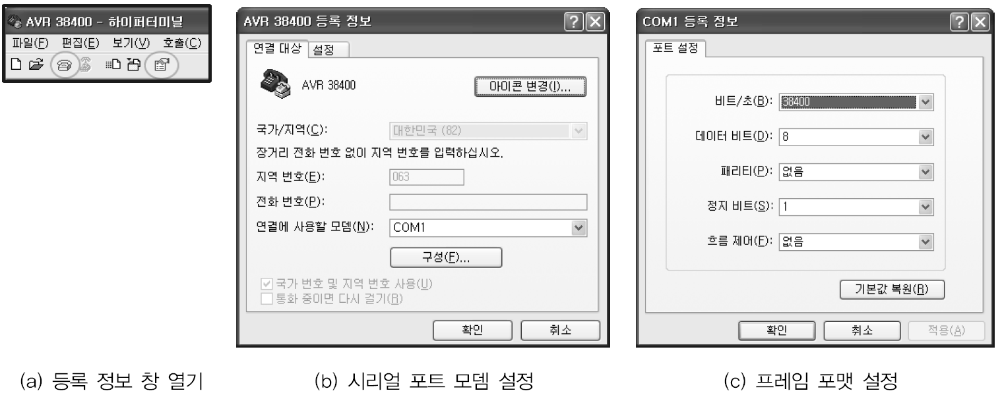 AVR 38400 - 하이퍼터미널
파일(F) 편집(E) 보기(V) 호출(C)
(a) 등록 정보 창 열기
AVR 38400 등록 정보
연결 대상 설정
AVR 38400
아이콘 변경(I)...
국가/지역(C): 대한민국 (82)
장거리 전화 번호 없이 지역 번호를 입력하십시오.
지역 번호(E): 063
전화 번호(P):
연결에 사용할 모뎀(N): COM1
구성(F)...
국가 번호 및 지역 번호 사용(U)
통화 중이면 다시 걸기(R)
확인 취소
(b) 시리얼 포트 모뎀 설정
COM1 등록 정보
포트 설정
비트/초(B): 38400
데이터 비트(D): 8
패리티(P): 없음
정지 비트(S): 1
흐름 제어(F): 없음
기본값 복원(R)
확인 취소 적용(A)
(c) 프레임 포맷 설정